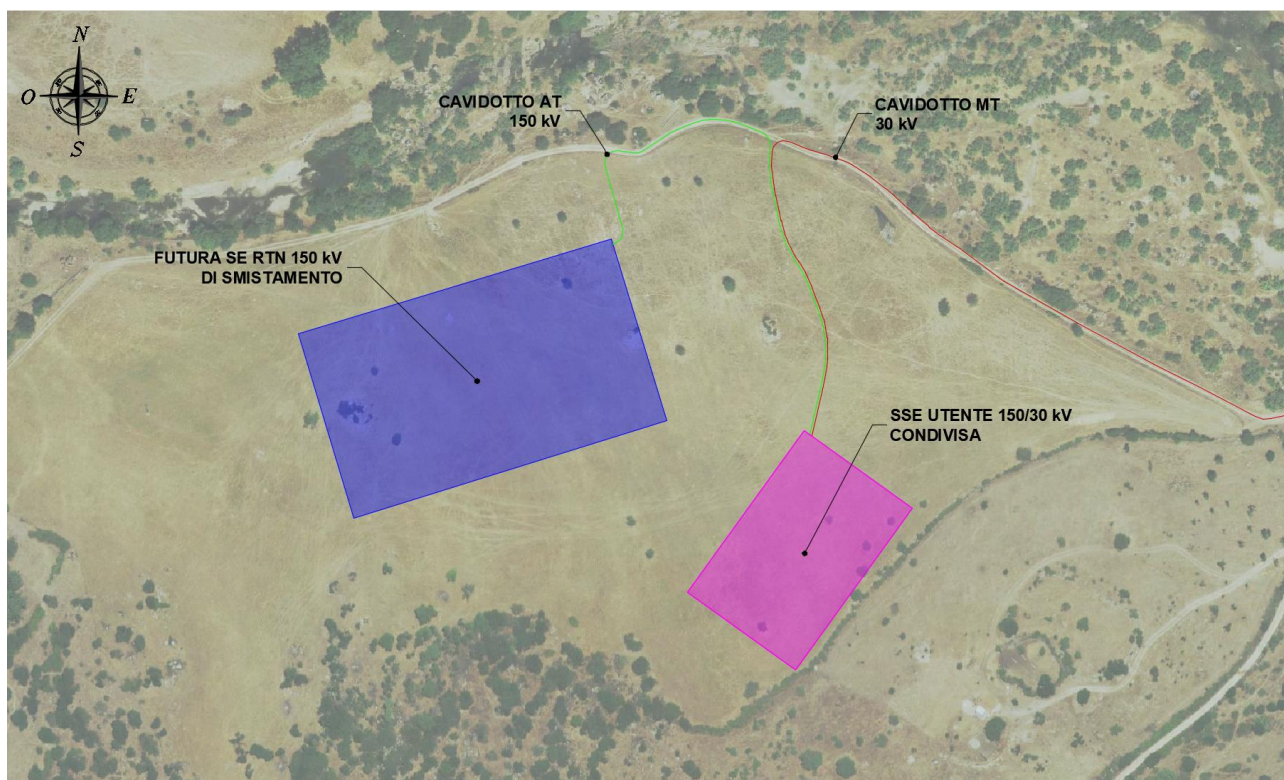 N
O E
S
CAVIDOTTO AT
150 kV
CAVIDOTTO MT
30 kV
FUTURA SE RTN 150 kV
DI SMISTAMENTO
SSE UTENTE 150/30 kV
CONDIVISA